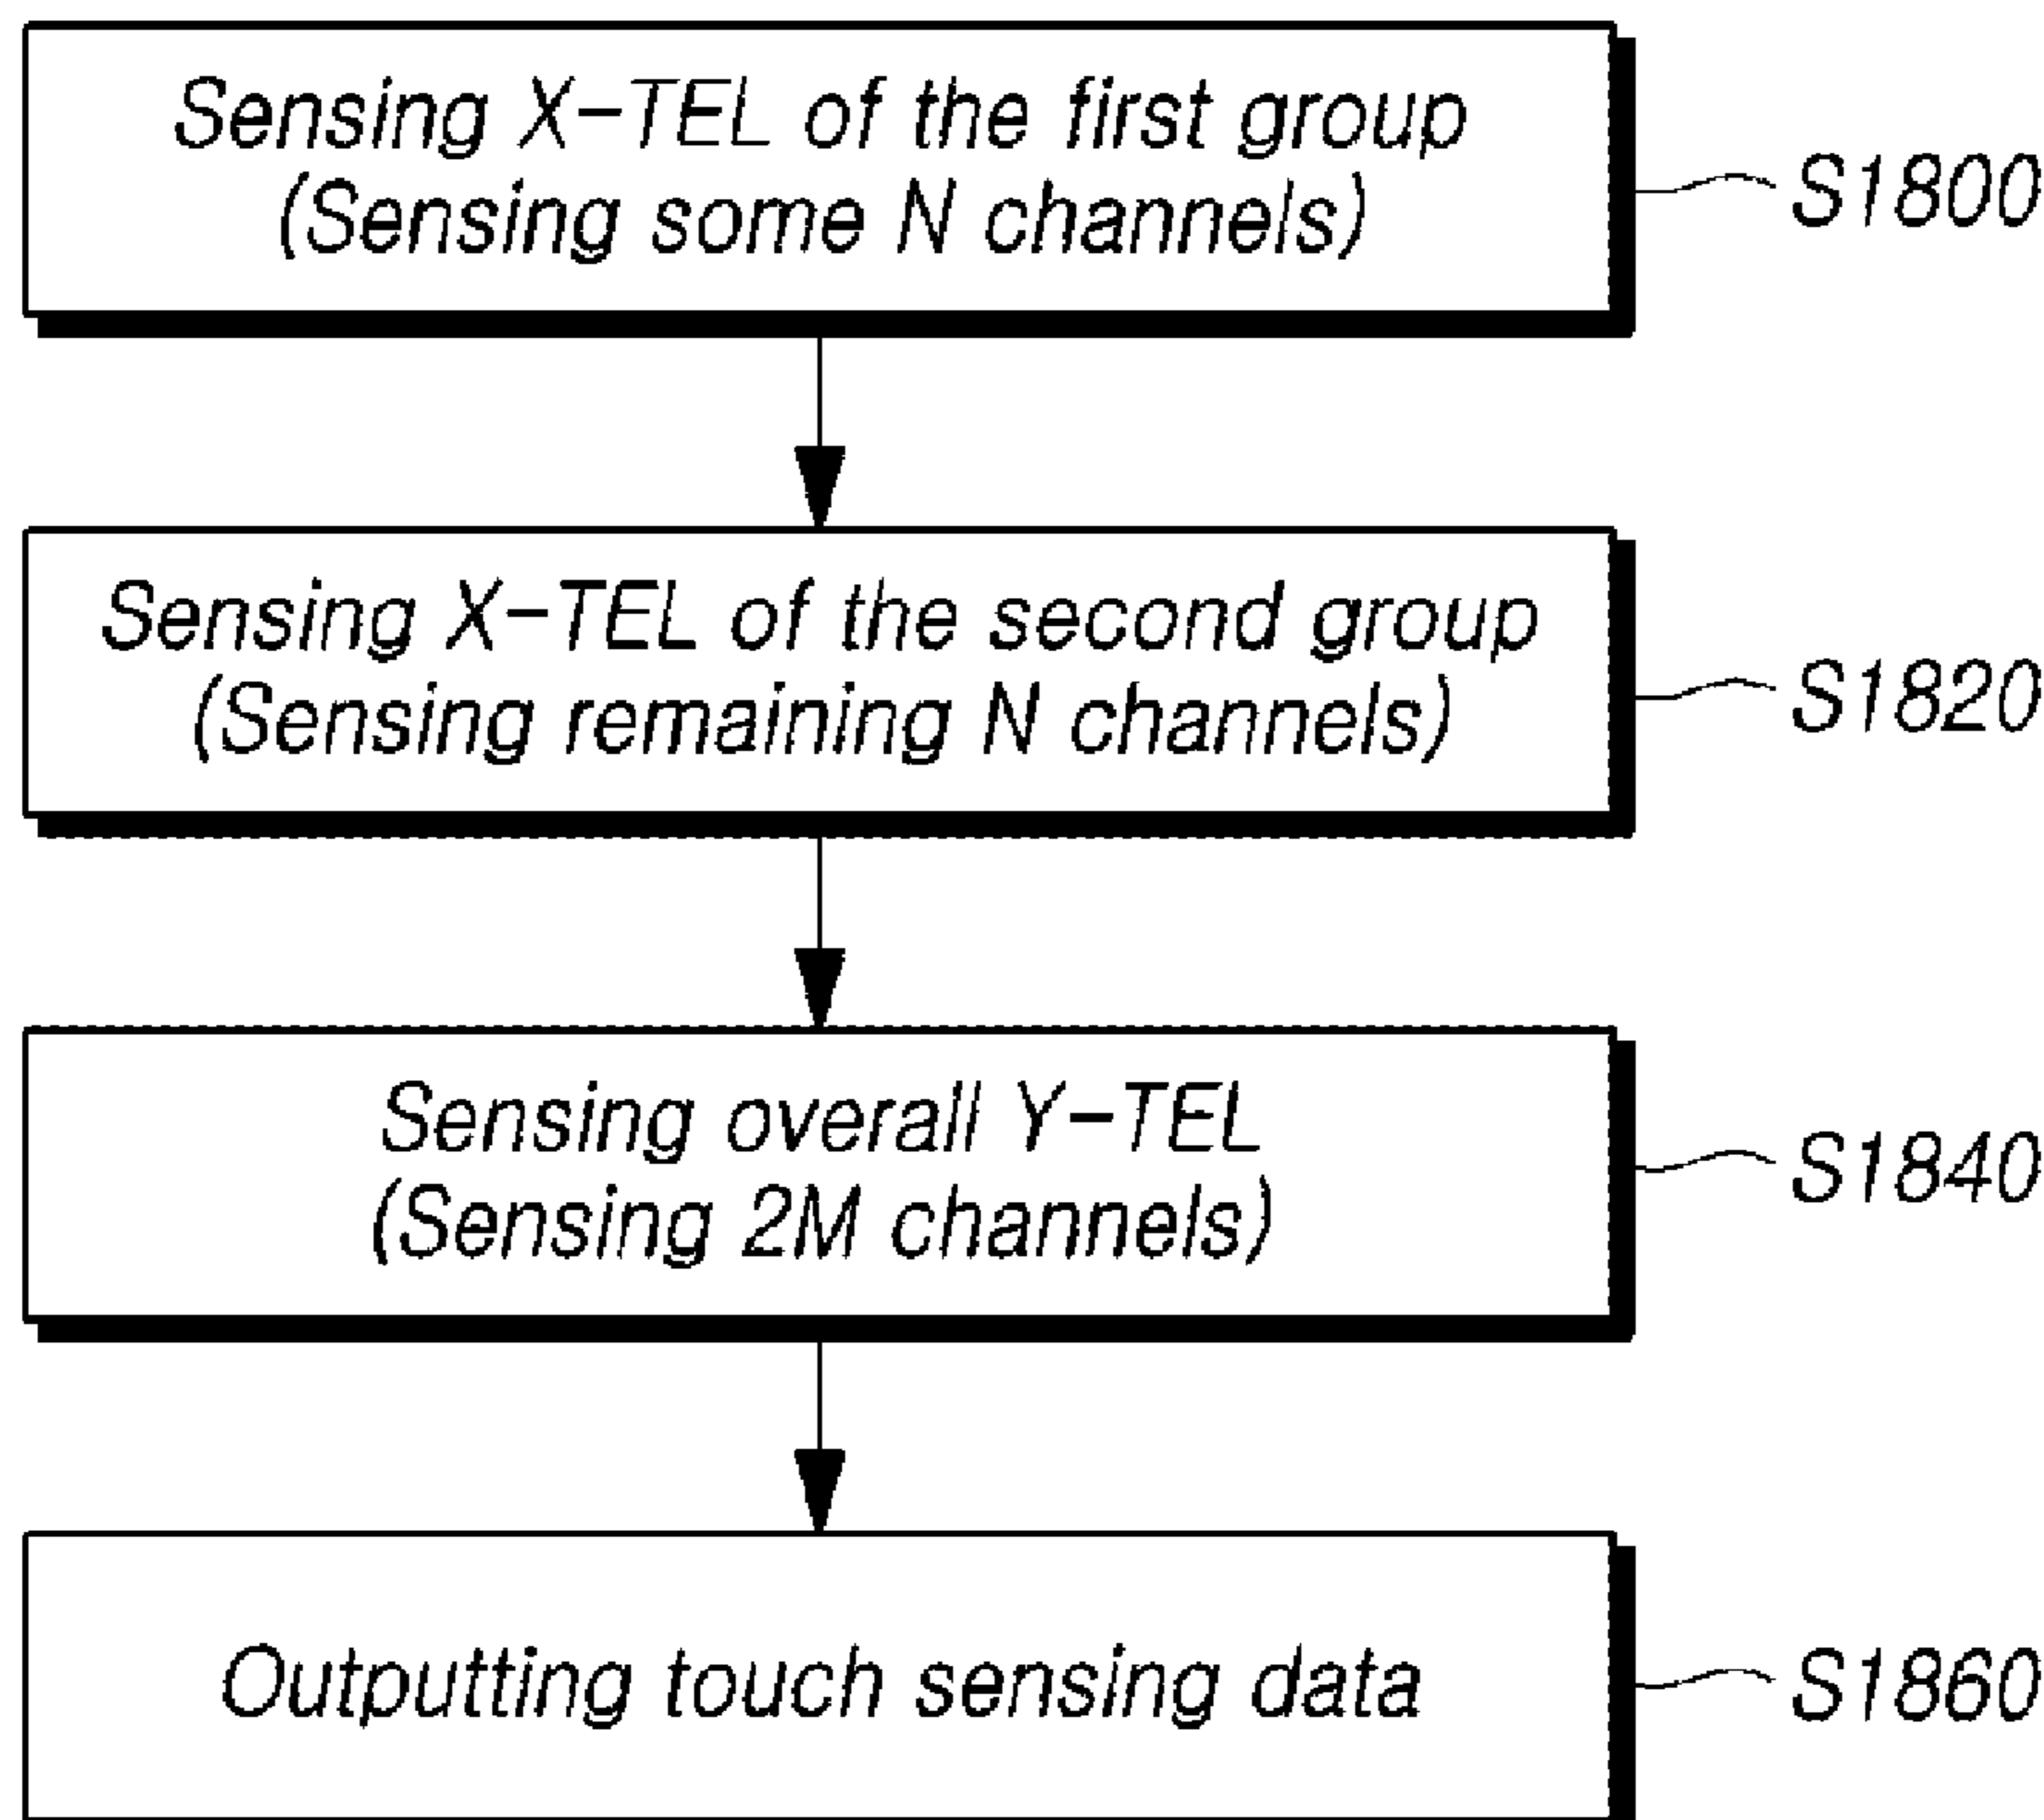 Sensing X-TEL of the first group
(Sensing some N channels)
S1800
Sensing X-TEL of the second group
(Sensing remaining N channels)
S1820
Sensing overall Y-TEL
(Sensing 2M channels)
S1840
Outputting touch sensing data
S1860